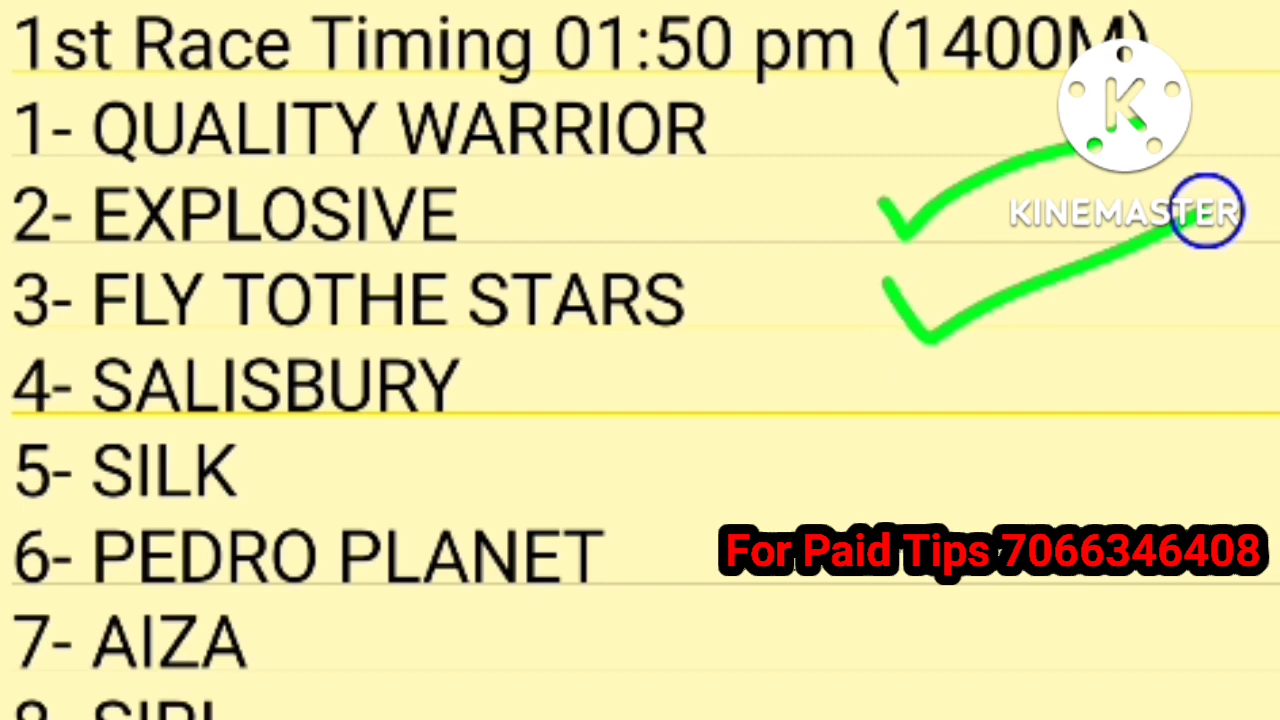 1st Race Timing 01:50 pm (1400M)
1- QUALITY WARRIOR
2- EXPLOSIVE
KINEMASTER
3- FLY TOTHE STARS
4- SALISBURY
5- SILK
6- PEDRO PLANET
For Paid Tips 7066346408
7- AIZA